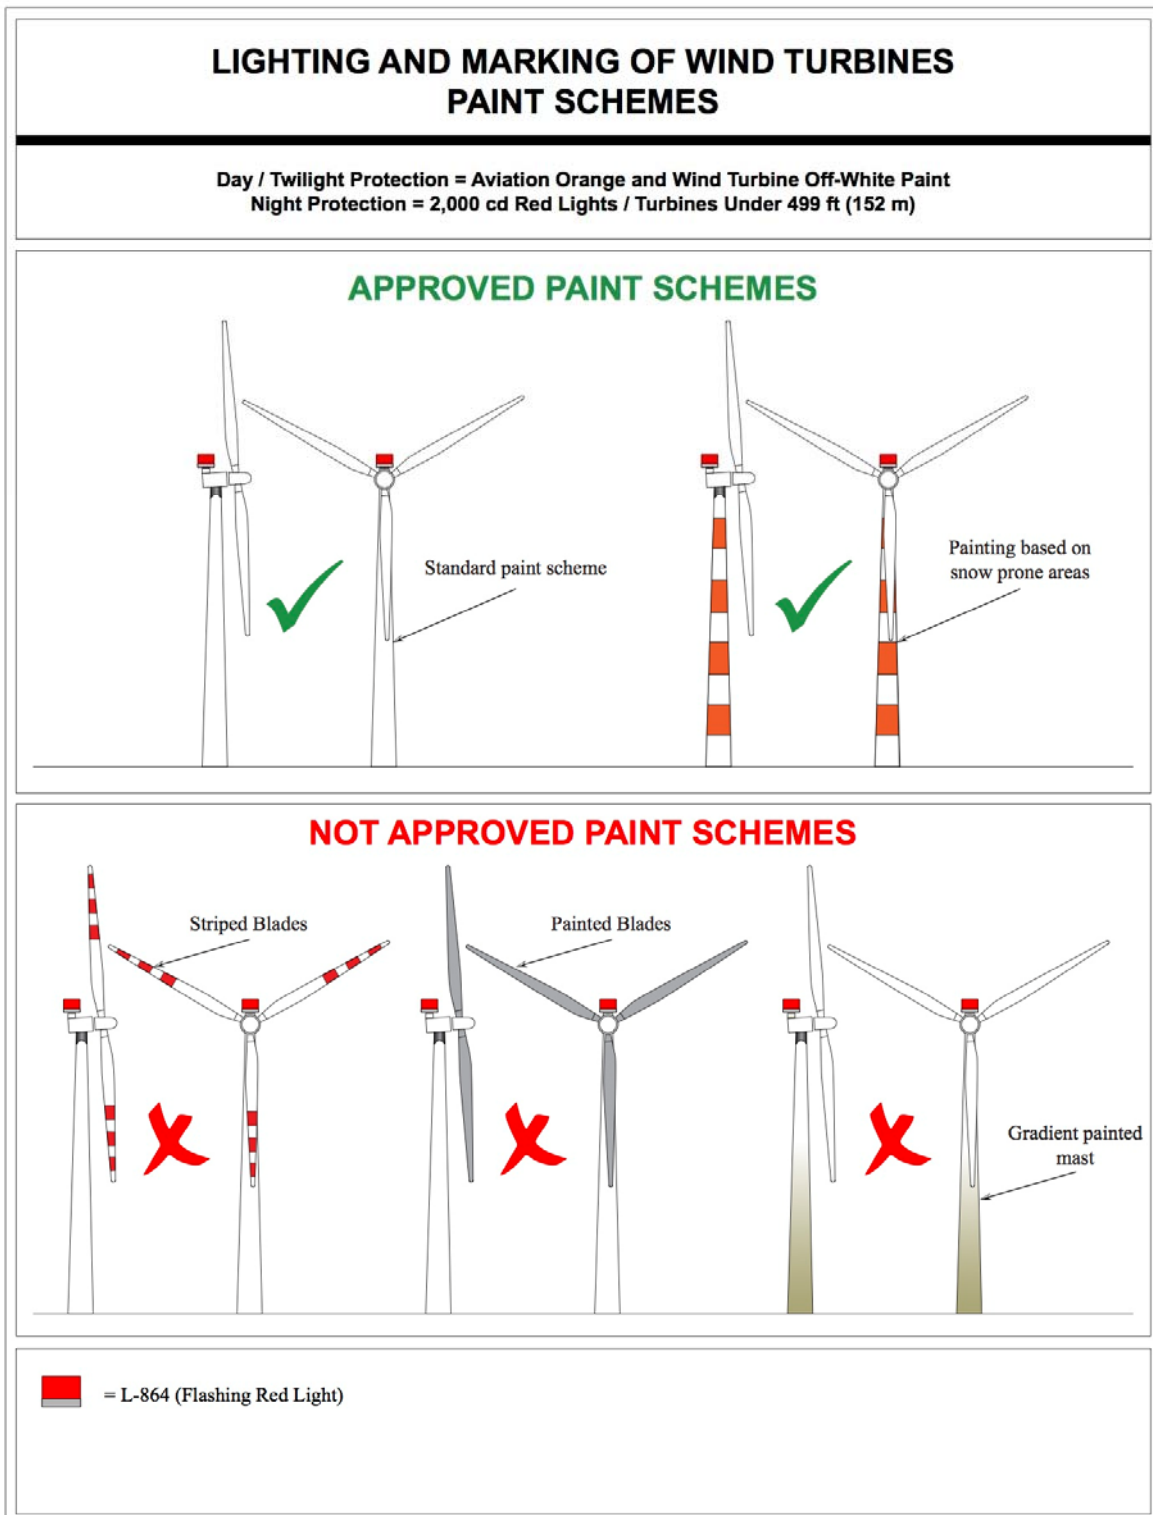 LIGHTING AND MARKING OF WIND TURBINES
PAINT SCHEMES
Day / Twilight Protection = Aviation Orange and Wind Turbine Off-White Paint
Night Protection = 2,000 cd Red Lights / Turbines Under 499 ft (152 m)
APPROVED PAINT SCHEMES
Standard paint scheme
Painting based on
snow prone areas
NOT APPROVED PAINT SCHEMES
Striped Blades
Painted Blades
Gradient painted
mast
= L-864 (Flashing Red Light)